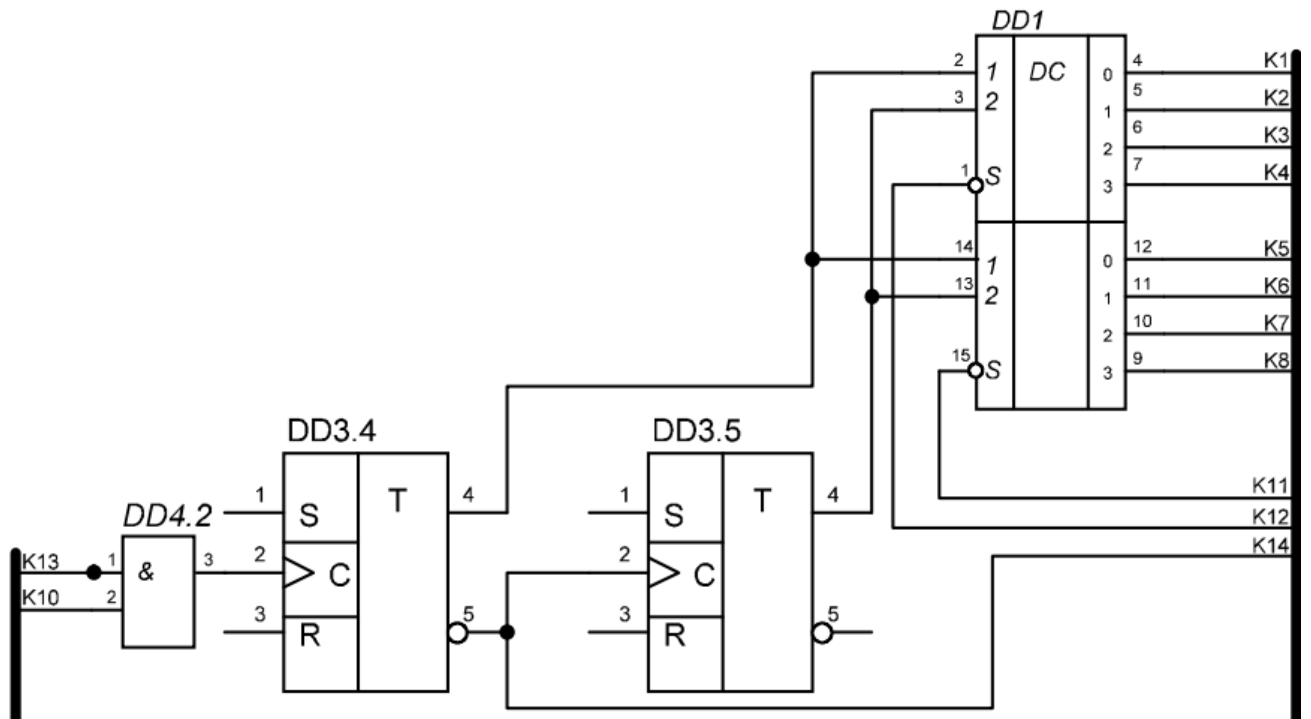 DD1
2 1 DC 0 4 K1
3 2 1 5 K2
2 6 K3
1 S 3 7 K4
14 1 0 12 K5
13 2 1 11 K6
2 10 K7
15 S 3 9 K8
DD3.4 DD3.5
1 S T 4 1 S T 4 K11
DD4.2 K12
K13 1 & 3 2 C 2 C K14
K10 2
3 R 5 3 R 5